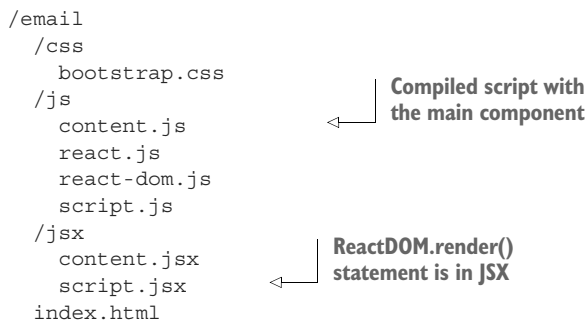 /email
/css
bootstrap.css
/js
Compiled script with
the main component
content.js
react.js
react-dom.js
script.js
/jsx
content.jsx
ReactDOM.render()
statement is in JSX
script.jsx
index.html